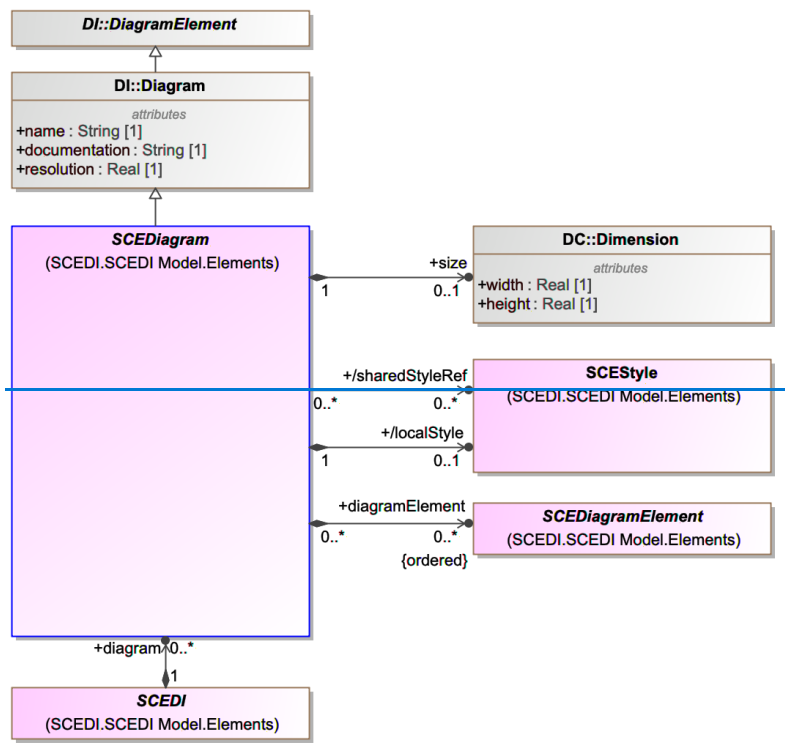 DI::DiagramElement
DI::Diagram
attributes
+name : String [1]
+documentation : String [1]
+resolution : Real [1]
SCEDiagram
(SCEDI.SCEDI Model.Elements)
+size
1
0..1
DC::Dimension
attributes
+width : Real [1]
+height : Real [1]
+/sharedStyleRef
0..*
0..*
SCEStyle
(SCEDI.SCEDI Model.Elements)
+/localStyle
1
0..1
+diagramElement
0..*
0..*
{ordered}
SCEDiagramElement
(SCEDI.SCEDI Model.Elements)
+diagram
0..*
1
SCEDI
(SCEDI.SCEDI Model.Elements)